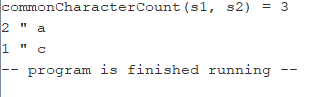 commonCharacterCount(s1, s2) = 3
2 " a
1 " c
-- program is finished running --